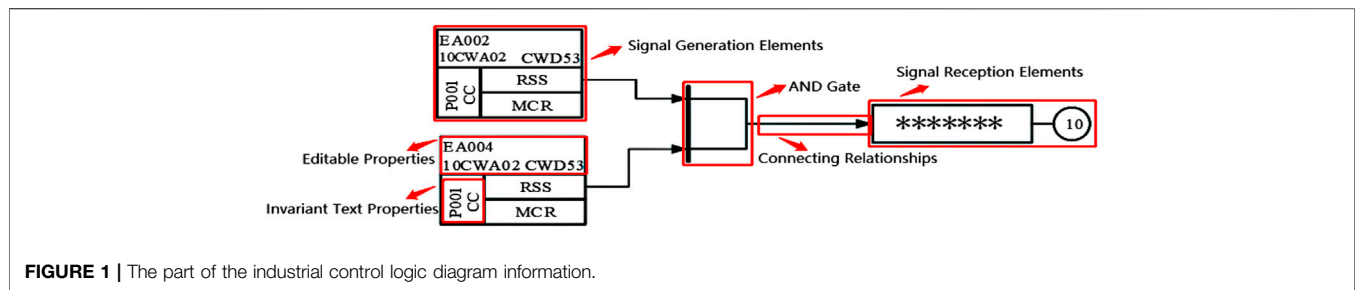 EA002
10CWA02 CWD53
P001
CC
RSS
MCR
Signal Generation Elements
AND Gate
Signal Reception Elements
*******
10
Connecting Relationships
Editable Properties
EA004
10CWA02 CWD53
Invariant Text Properties
P001
CC
RSS
MCR
FIGURE 1 | The part of the industrial control logic diagram information.